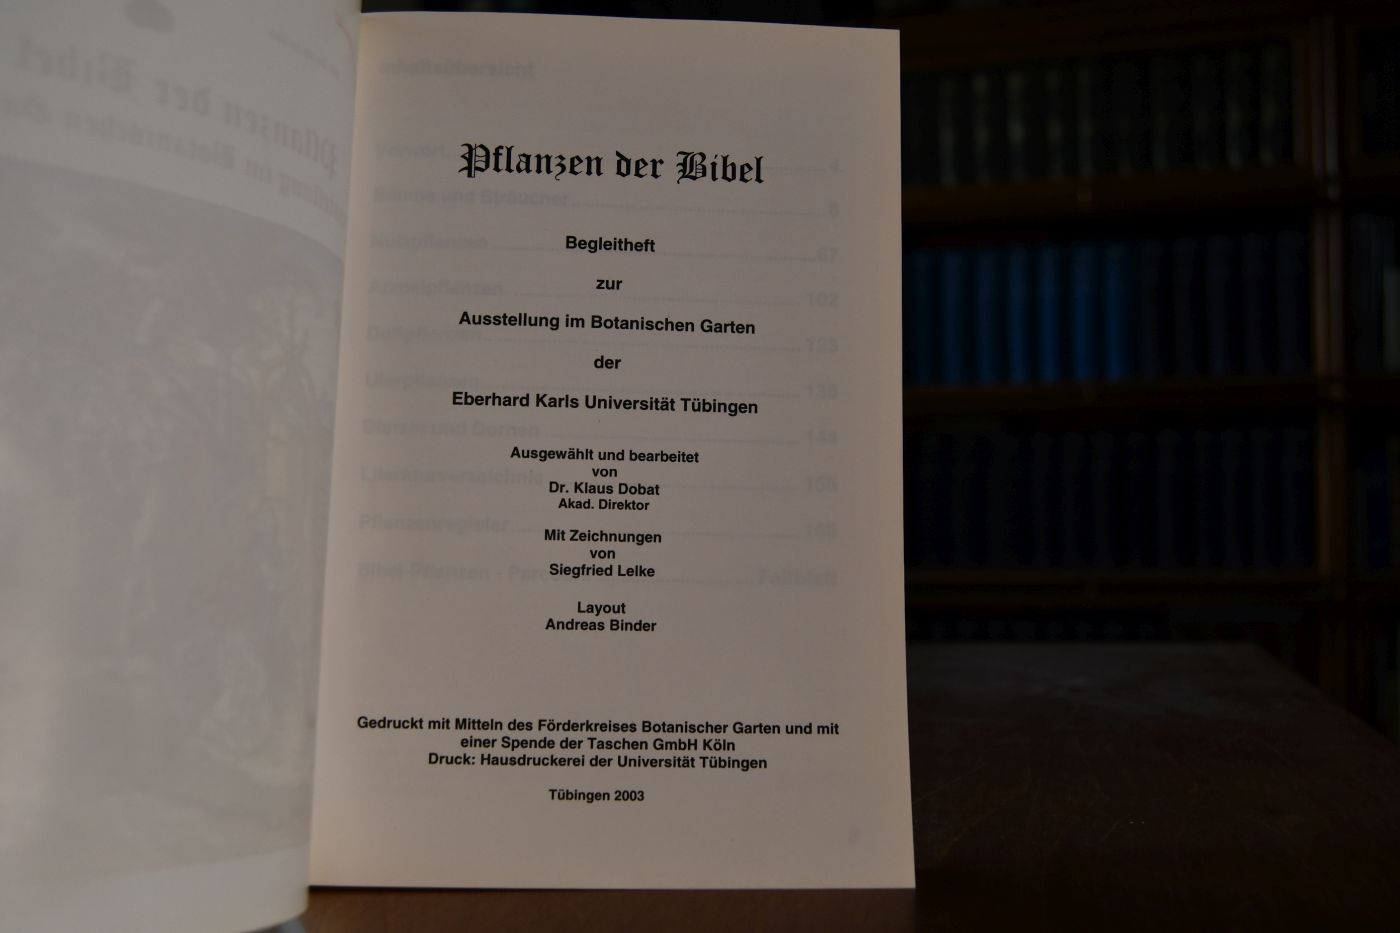 Pflanzen der Bibel
Begleitheft
zur
Ausstellung im Botanischen Garten
der
Eberhard Karls Universität Tübingen
Ausgewählt und bearbeitet
von
Dr. Klaus Dobat
Akad. Direktor
Mit Zeichnungen
von
Siegfried Lelke
Layout
Andreas Binder
Gedruckt mit Mitteln des Förderkreises Botanischer Garten und mit
einer Spende der Taschen GmbH Köln
Druck: Hausdruckerei der Universität Tübingen
Tübingen 2003